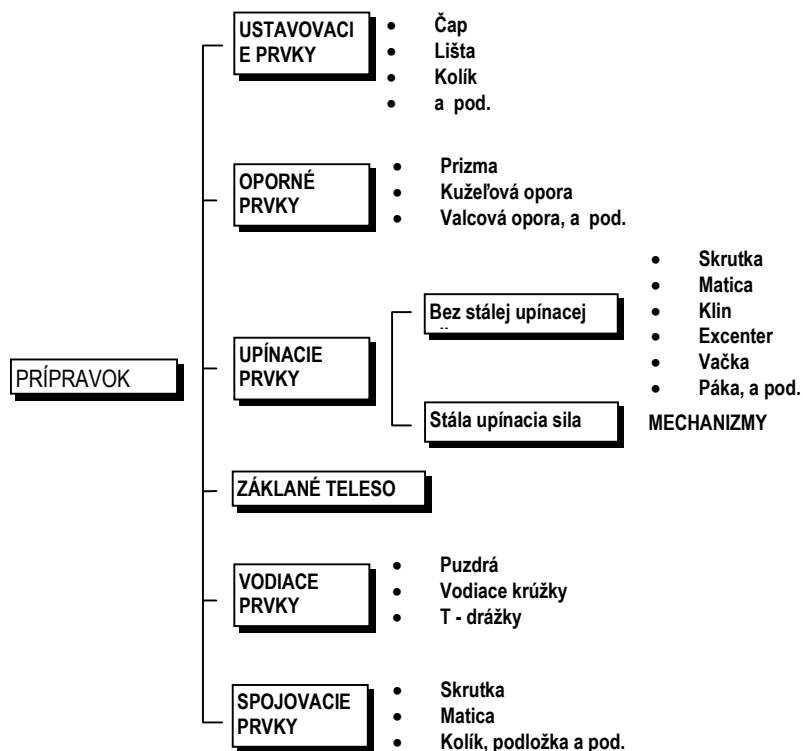 USTAVOVACI
E PRVKY
• Čap
• Lišta
• Kolík
• a pod.
OPORNÉ
PRVKY
• Prizma
• Kužeľová opora
• Valcová opora, a pod.
PRÍPRAVOK
UPÍNACIE
PRVKY
Bez stálej upínacej
• Skrutka
• Matica
• Klin
• Excenter
• Vačka
• Páka, a pod.
Stála upínacia sila
MECHANIZMY
ZÁKLANÉ TELESO
VODIACE
PRVKY
• Puzdrá
• Vodiace krúžky
• T - drážky
SPOJOVACIE
PRVKY
• Skrutka
• Matica
• Kolík, podložka a pod.